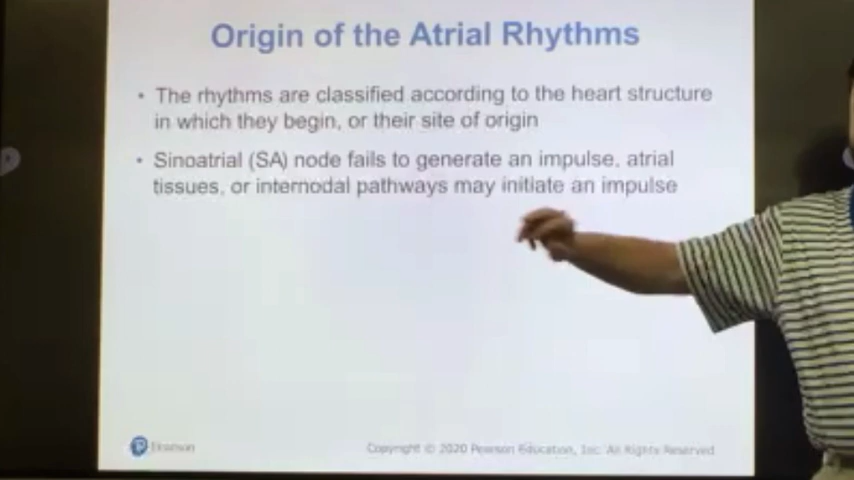 Origin of the Atrial Rhythms
• The rhythms are classified according to the heart structure
in which they begin, or their site of origin
• Sinoatrial (SA) node fails to generate an impulse, atrial
tissues, or internodal pathways may initiate an impulse
P Pearson
Copyright © 2020 Pearson Education, Inc. All Rights Reserved